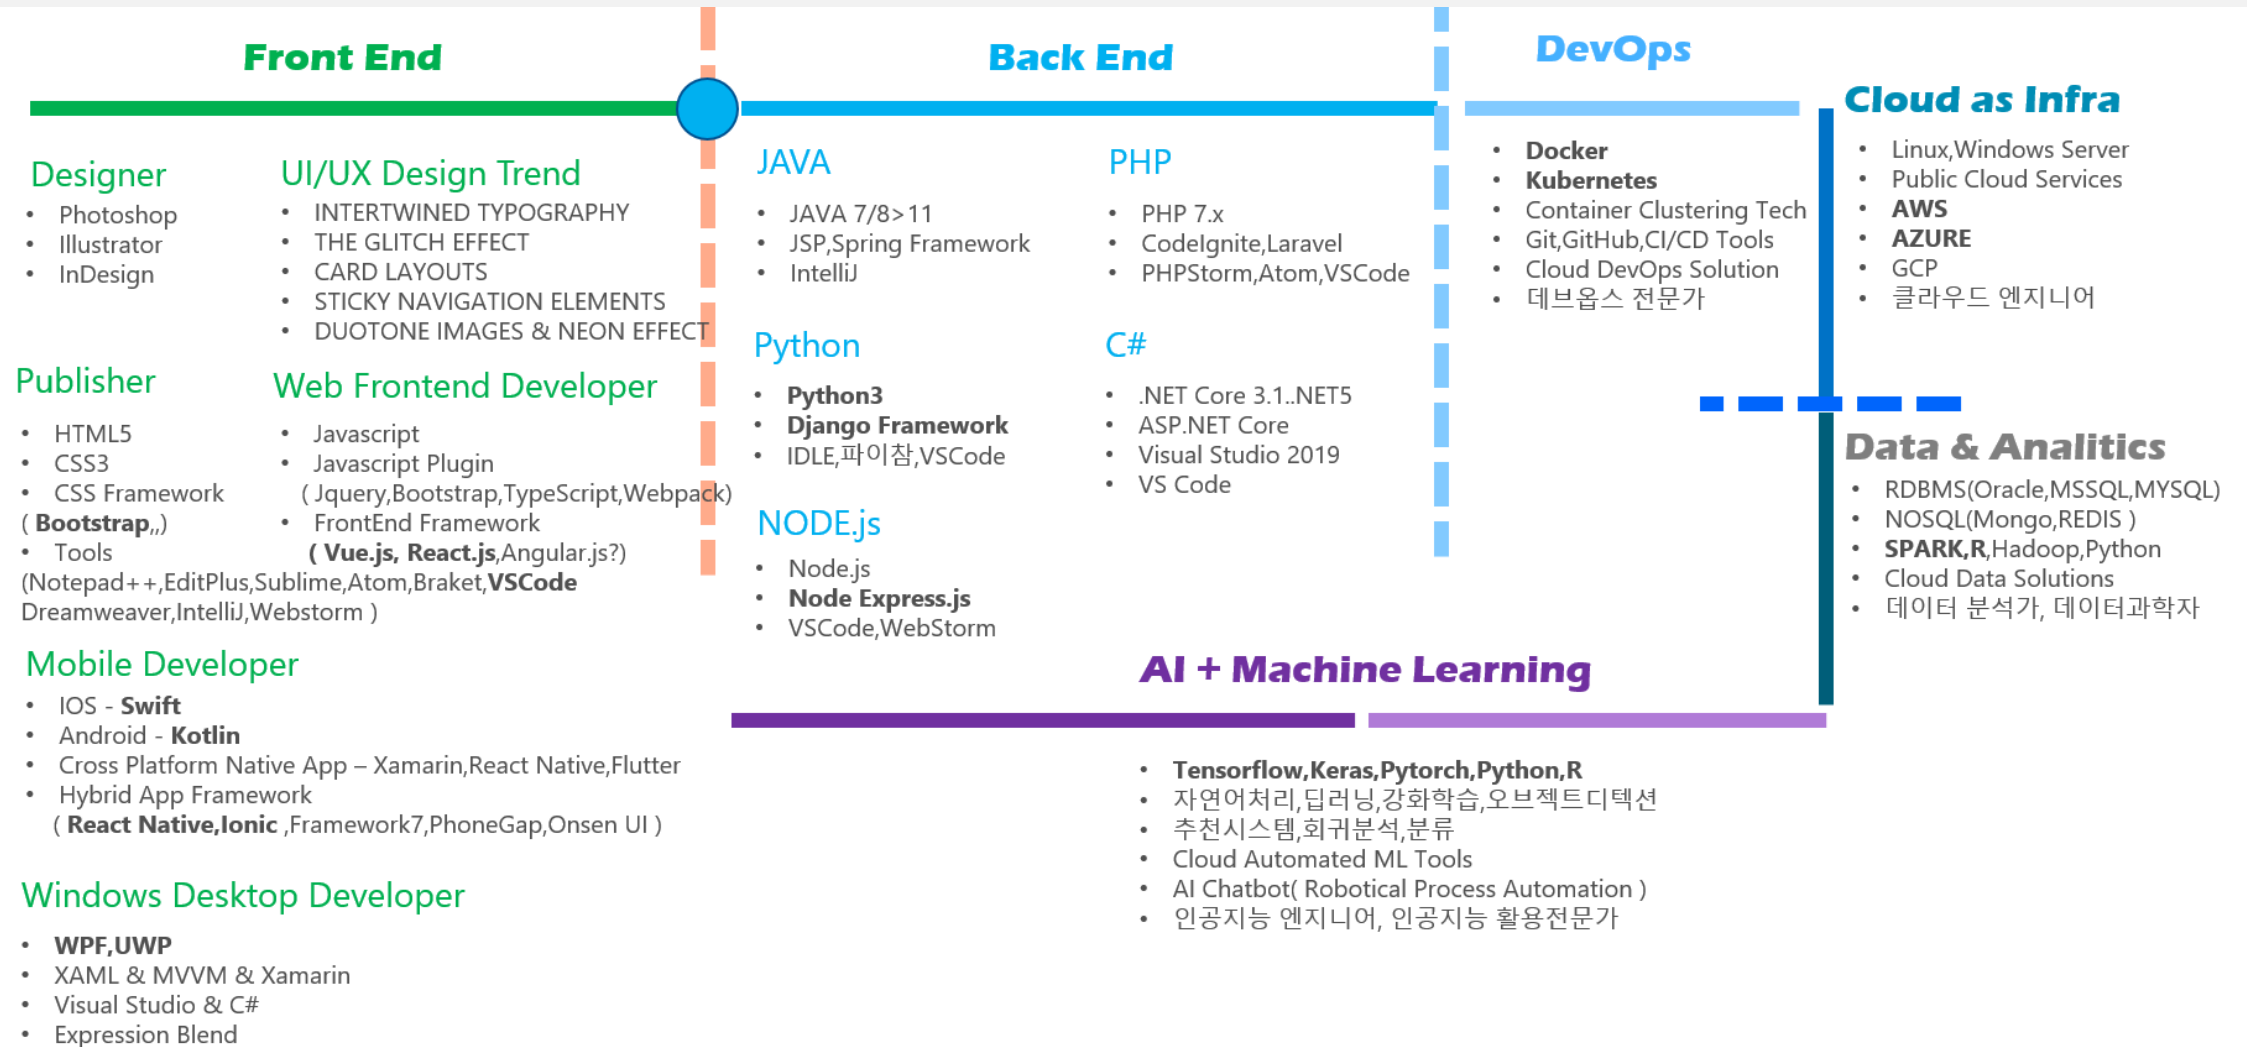 Front End
Designer
• Photoshop
• Illustrator
• InDesign
UI/UX Design Trend
• INTERTWINED TYPOGRAPHY
• THE GLITCH EFFECT
• CARD LAYOUTS
• STICKY NAVIGATION ELEMENTS
• DUOTONE IMAGES & NEON EFFECT
Publisher
• HTML5
• CSS3
• CSS Framework
( Bootstrap,,)
• Tools
(Notepad++,EditPlus,Sublime,Atom,Braket,VSCode
Dreamweaver,IntelliJ,Webstorm )
Web Frontend Developer
• Javascript
• Javascript Plugin
( Jquery,Bootstrap,TypeScript,Webpack)
• FrontEnd Framework
( Vue.js, React.js,Angular.js?)
Mobile Developer
• IOS - Swift
• Android - Kotlin
• Cross Platform Native App – Xamarin,React Native,Flutter
• Hybrid App Framework
( React Native,Ionic ,Framework7,PhoneGap,Onsen UI )
Windows Desktop Developer
• WPF,UWP
• XAML & MVVM & Xamarin
• Visual Studio & C#
• Expression Blend
Back End
JAVA
• JAVA 7/8>11
• JSP,Spring Framework
• IntelliJ
PHP
• PHP 7.x
• CodeIgnite,Laravel
• PHPStorm,Atom,VSCode
Python
• Python3
• Django Framework
• IDLE,파이참,VSCode
C#
• .NET Core 3.1..NET5
• ASP.NET Core
• Visual Studio 2019
• VS Code
NODE.js
• Node.js
• Node Express.js
• VSCode,WebStorm
DevOps
• Docker
• Kubernetes
• Container Clustering Tech
• Git,GitHub,CI/CD Tools
• Cloud DevOps Solution
• 데브옵스 전문가
Cloud as Infra
• Linux,Windows Server
• Public Cloud Services
• AWS
• AZURE
• GCP
• 클라우드 엔지니어
Data & Analitics
• RDBMS(Oracle,MSSQL,MYSQL)
• NOSQL(Mongo,REDIS )
• SPARK,R,Hadoop,Python
• Cloud Data Solutions
• 데이터 분석가, 데이터과학자
AI + Machine Learning
• Tensorflow,Keras,Pytorch,Python,R
• 자연어처리,딥러닝,강화학습,오브젝트디텍션
• 추천시스템,회귀분석,분류
• Cloud Automated ML Tools
• AI Chatbot( Robotical Process Automation )
• 인공지능 엔지니어, 인공지능 활용전문가